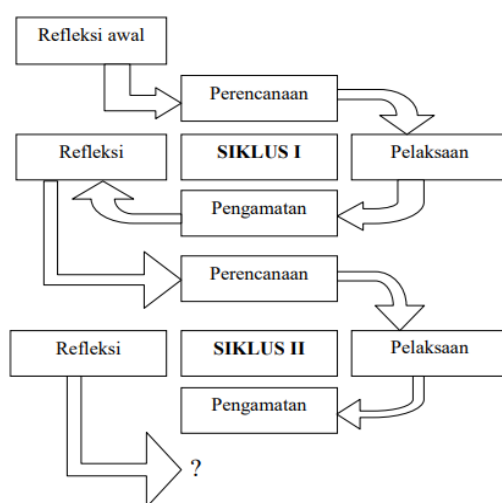 Refleksi awal
Perencanaan
Refleksi
SIKLUS I
Pelaksaan
Pengamatan
Perencanaan
Refleksi
SIKLUS II
Pelaksaan
Pengamatan
?